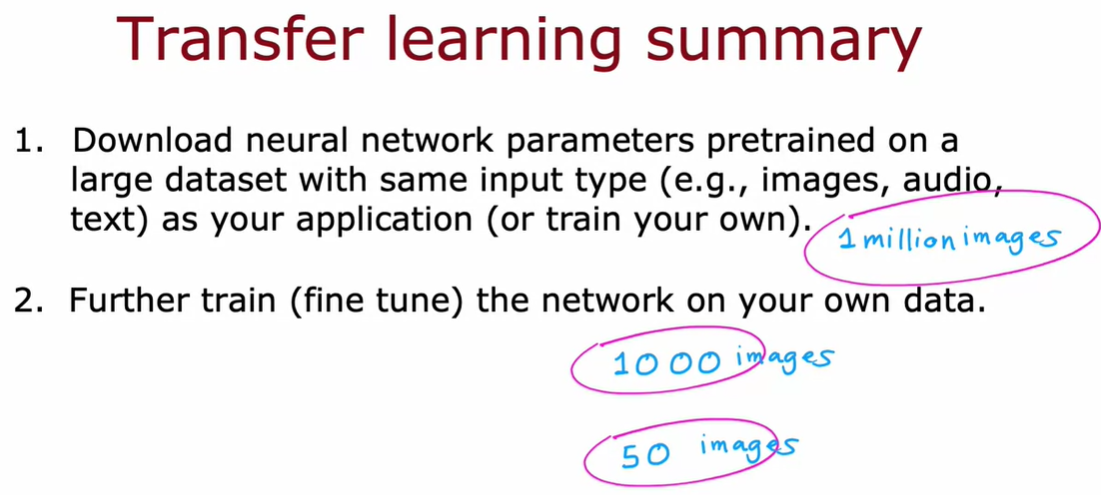 Transfer learning summary
1. Download neural network parameters pretrained on a
large dataset with same input type (e.g., images, audio,
text) as your application (or train your own).
1 million images
2. Further train (fine tune) the network on your own data.
1000 images
50 images